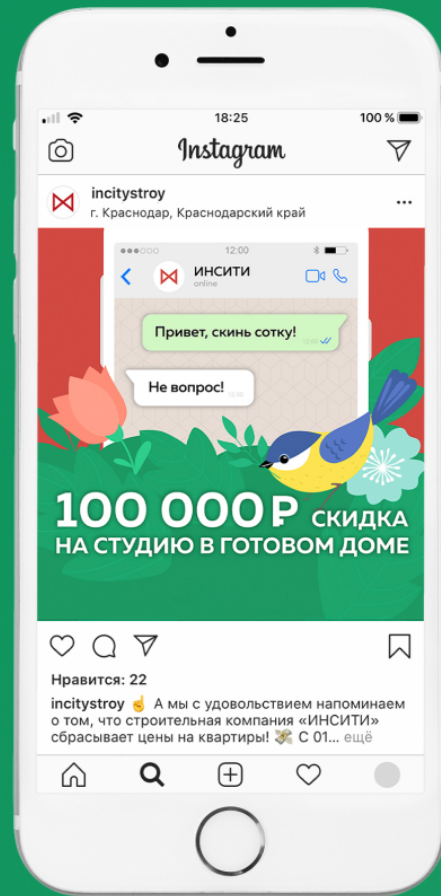 18:25
100 %
Instagram
incitystroy
г. Краснодар, Краснодарский край
12:00
ИНСИТИ
online
Привет, скинь сотку!
Не вопрос!
100 000 ₽ СКИДКА
НА СТУДИЮ В ГОТОВОМ ДОМЕ
Нравится: 22
incitystroy ☝ А мы с удовольствием напоминаем
о том, что строительная компания «ИНСИТИ»
сбрасывает цены на квартиры! 💸 С 01... ещё